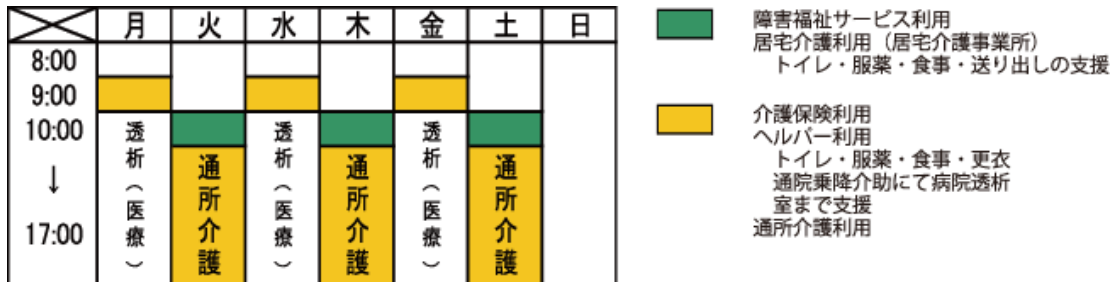 月 火 水 木 金 土 日
8:00
9:00
10:00
↓
17:00
透析（医療）
通所介護
透析（医療）
通所介護
透析（医療）
通所介護
障害福祉サービス利用
居宅介護利用（居宅介護事業所）
トイレ・服薬・食事・送り出しの支援
介護保険利用
ヘルパー利用
トイレ・服薬・食事・更衣
通院乗降介助にて病院透析
室まで支援
通所介護利用